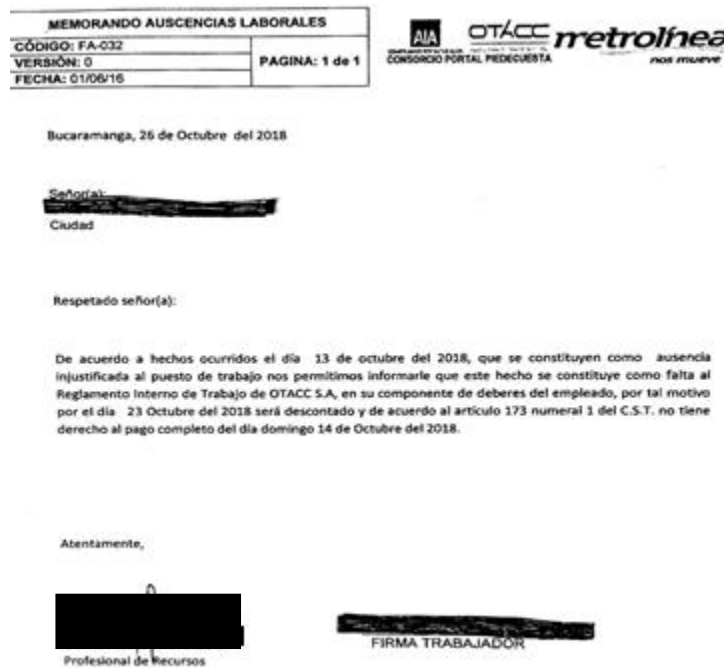 MEMORANDO AUSCENCIAS LABORALES
CÓDIGO: FA-032
VERSIÓN: 0
FECHA: 01/06/16
PAGINA: 1 de 1
AIA
OTACC
metrolínea
CONSORCIO PORTAL PIEDECUESTA
nos mueve
Bucaramanga, 26 de Octubre del 2018
Señor(a):
Ciudad
Respetado señor(a):
De acuerdo a hechos ocurridos el día 13 de octubre del 2018, que se constituyen como ausencia
injustificada al puesto de trabajo nos permitimos informarle que este hecho se constituye como falta al
Reglamento Interno de Trabajo de OTACC S.A, en su componente de deberes del empleado, por tal motivo
por el día 23 Octubre del 2018 será descontado y de acuerdo al artículo 173 numeral 1 del C.S.T. no tiene
derecho al pago completo del día domingo 14 de Octubre del 2018.
Atentamente,
Profesional de Recursos
FIRMA TRABAJADOR